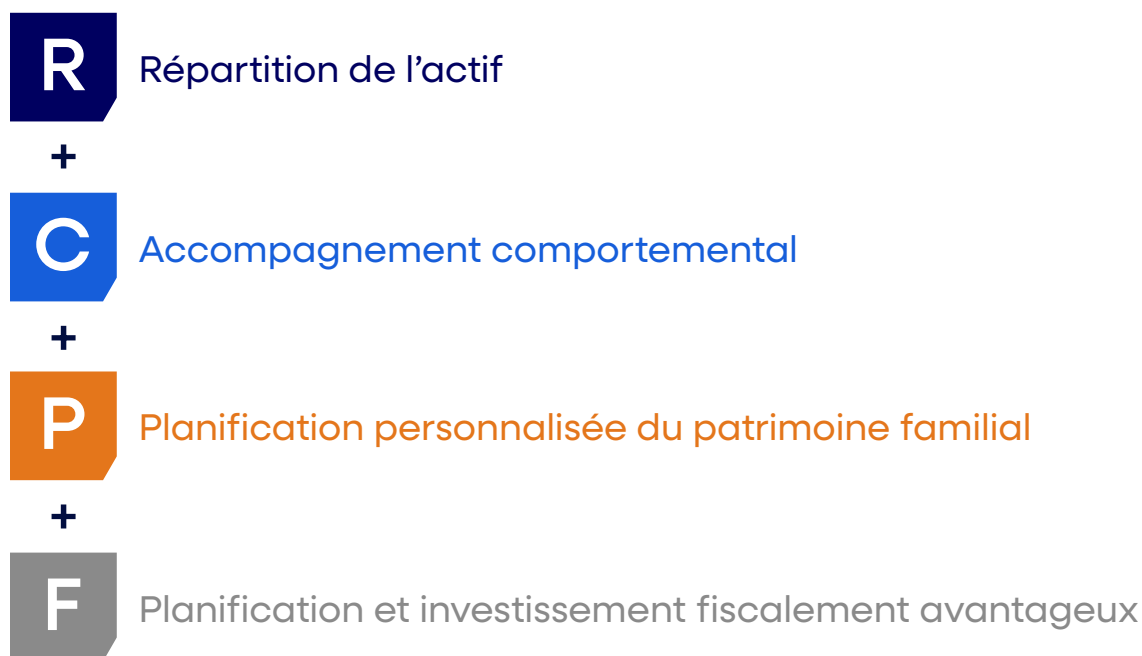 R Répartition de l’actif
+
C Accompagnement comportemental
+
P Planification personnalisée du patrimoine familial
+
F Planification et investissement fiscalement avantageux